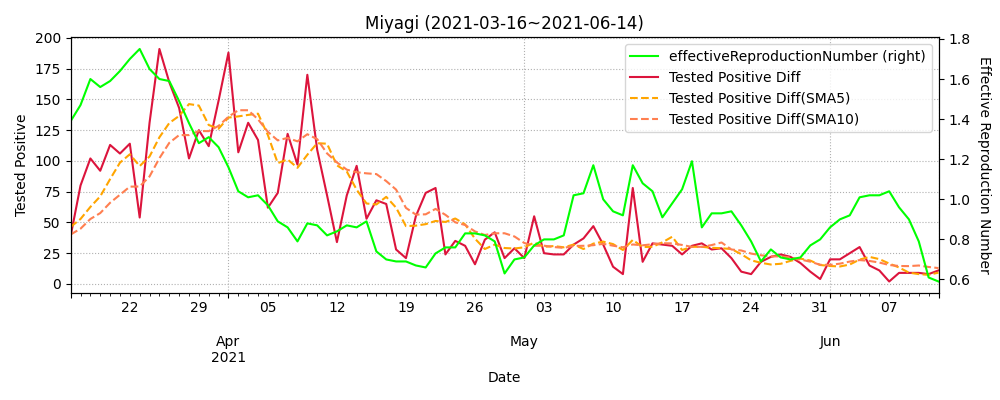 Miyagi (2021-03-16~2021-06-14)
effectiveReproductionNumber (right)
Tested Positive Diff
Tested Positive Diff(SMA5)
Tested Positive Diff(SMA10)
Tested Positive
200
175
150
125
100
75
50
25
0
Effective Reproduction Number
1.8
1.6
1.4
1.2
1.0
0.8
0.6
22 29 05 12 19 26 03 10 17 24 31 07
Apr May Jun
2021
Date